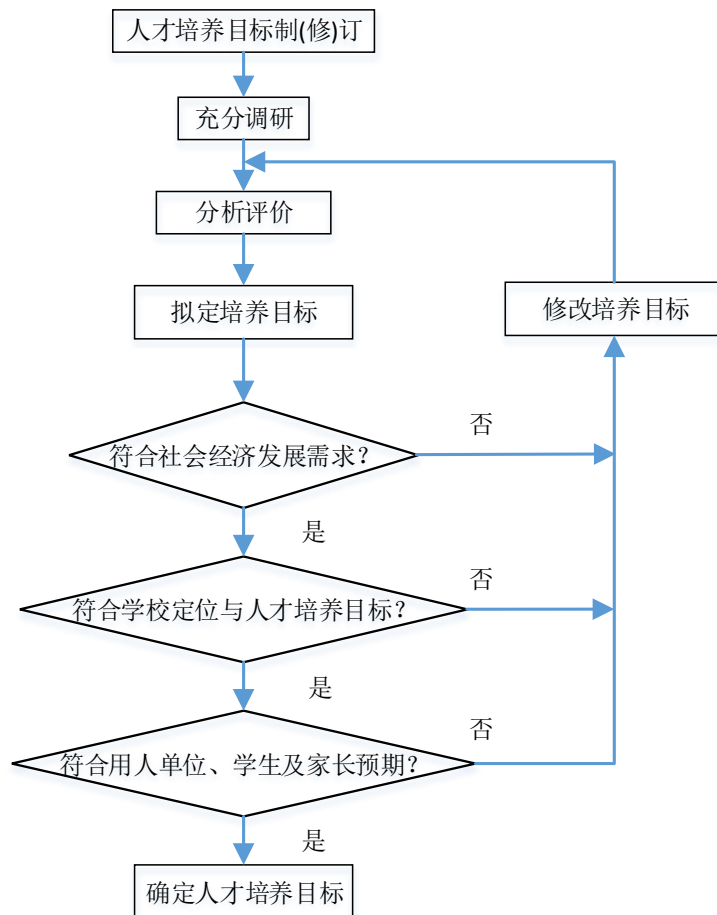 人才培养目标制(修)订
充分调研
分析评价
拟定培养目标
修改培养目标
否
符合社会经济发展需求？
是
否
符合学校定位与人才培养目标？
是
否
符合用人单位、学生及家长预期？
是
确定人才培养目标